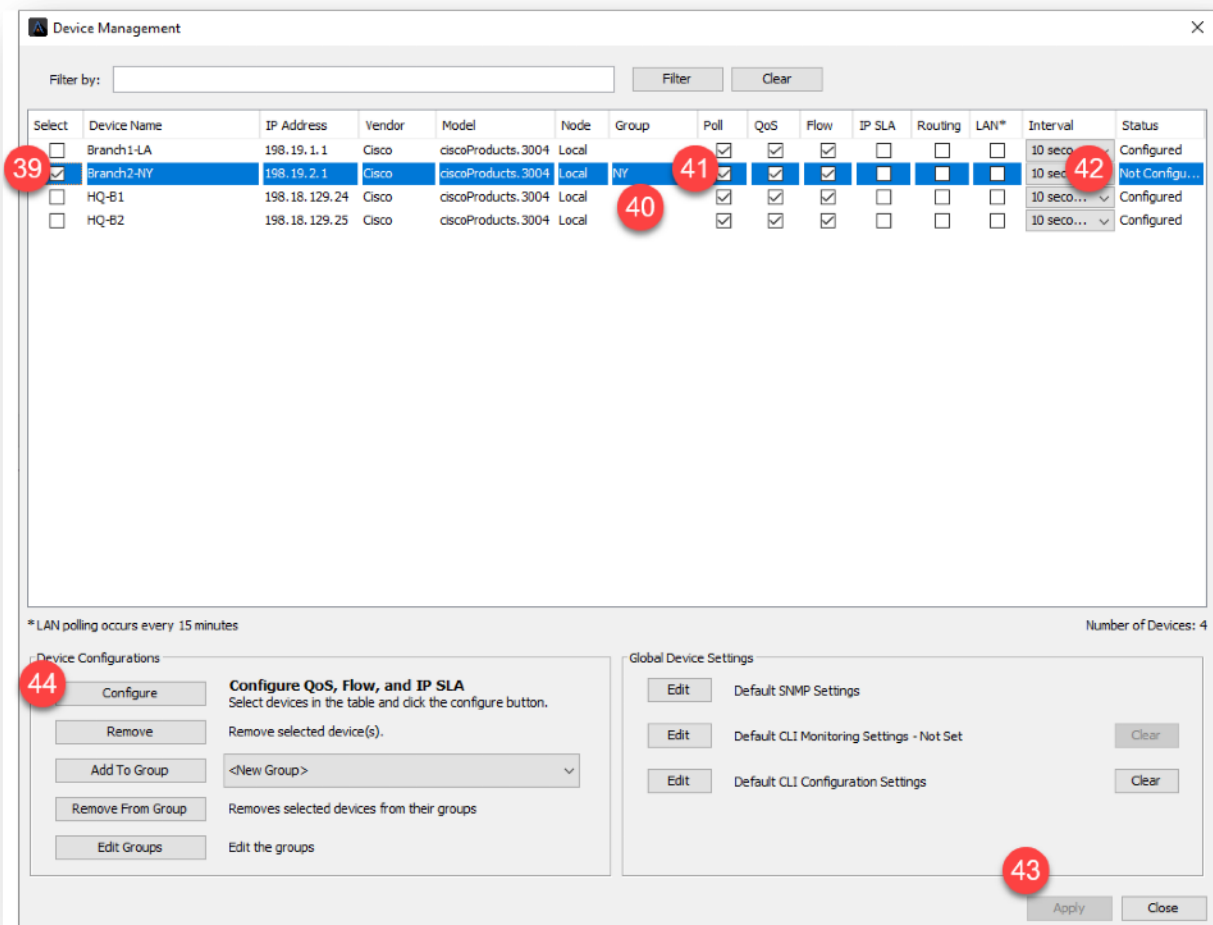 Device Management
Filter by: Filter Clear
Select Device Name IP Address Vendor Model Node Group Poll QoS Flow IP SLA Routing LAN* Interval Status
Branch1-LA 198.19.1.1 Cisco ciscoProducts.3004 Local 10 seco... Configured
39 Branch2-NY 198.19.2.1 Cisco ciscoProducts.3004 Local NY 41 10 sec 42 Not Configu...
HQ-B1 198.18.129.24 Cisco ciscoProducts.3004 Local 40 10 seco... Configured
HQ-B2 198.18.129.25 Cisco ciscoProducts.3004 Local 10 seco... Configured
*LAN polling occurs every 15 minutes Number of Devices: 4
Device Configurations
44 Configure Configure QoS, Flow, and IP SLA
Select devices in the table and click the configure button.
Remove Remove selected device(s).
Add To Group <New Group>
Remove From Group Removes selected devices from their groups
Edit Groups Edit the groups
Global Device Settings
Edit Default SNMP Settings
Edit Default CLI Monitoring Settings - Not Set Clear
Edit Default CLI Configuration Settings Clear
43
Apply Close